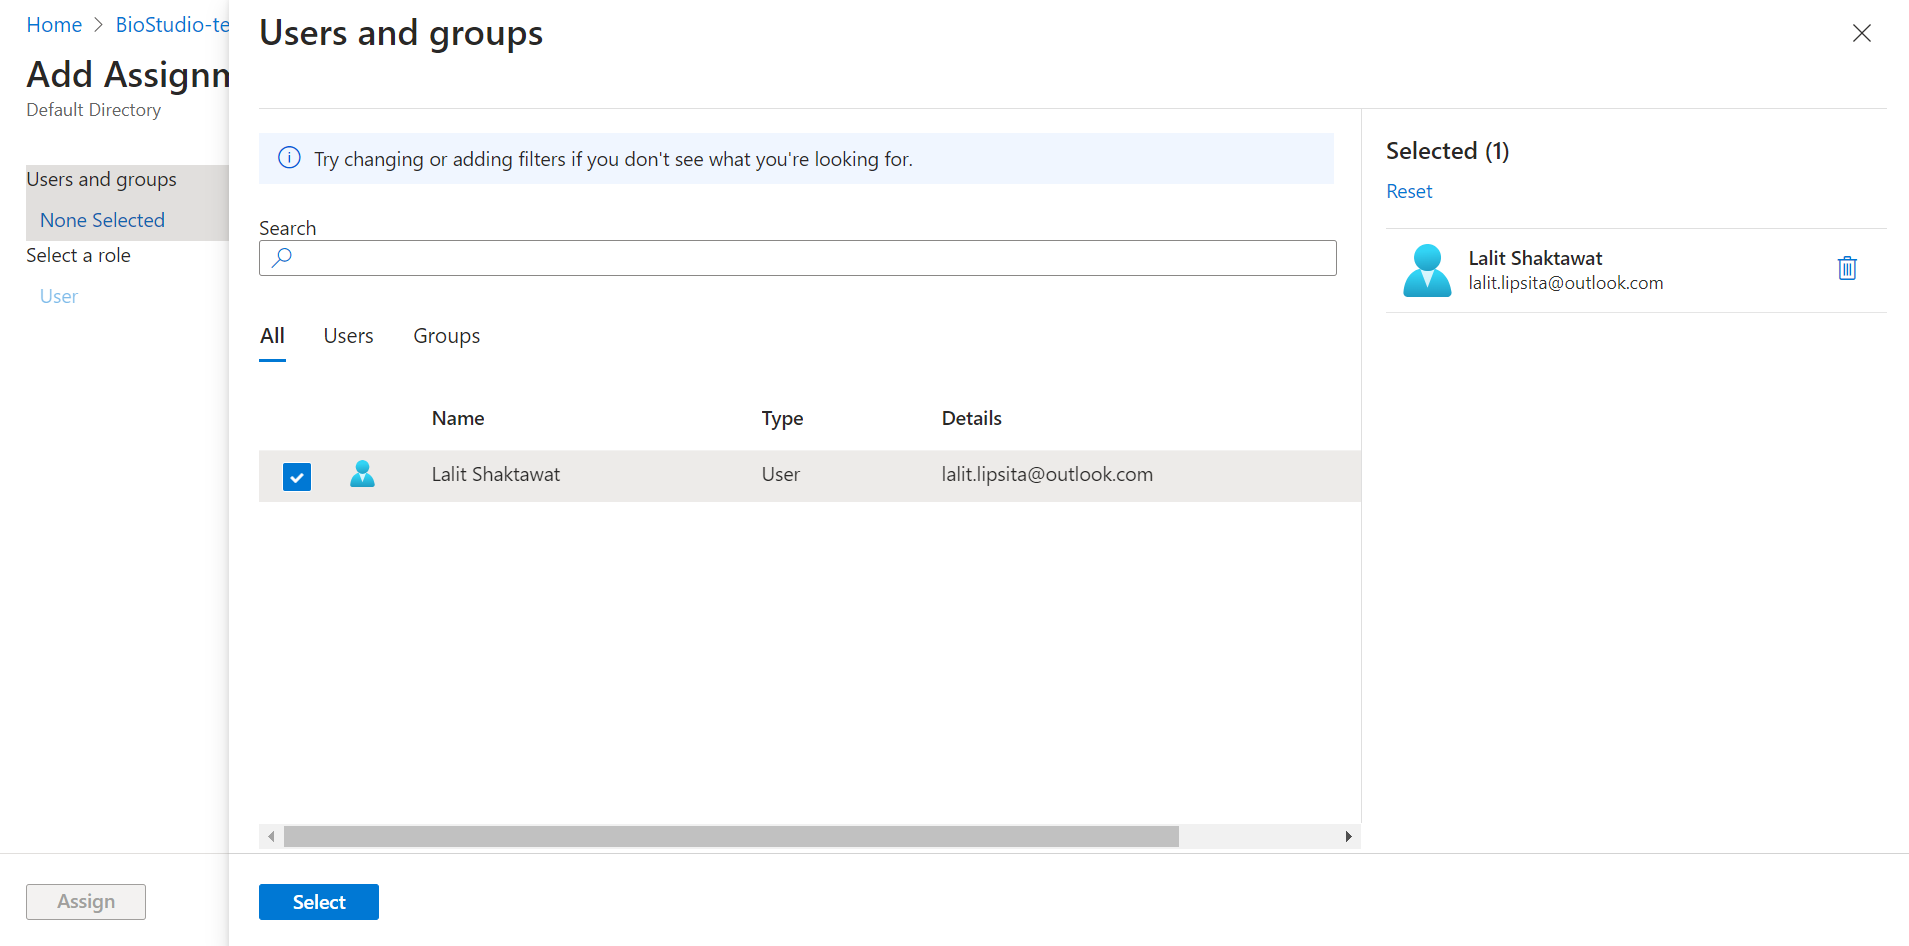 Home > BioStudio-te
Add Assignm
Default Directory
Users and groups
None Selected
Select a role
User
Assign
Users and groups
Try changing or adding filters if you don't see what you're looking for.
Search
All Users Groups
Name Type Details
Lalit Shaktawat User lalit.lipsita@outlook.com
Select
Selected (1)
Reset
Lalit Shaktawat
lalit.lipsita@outlook.com